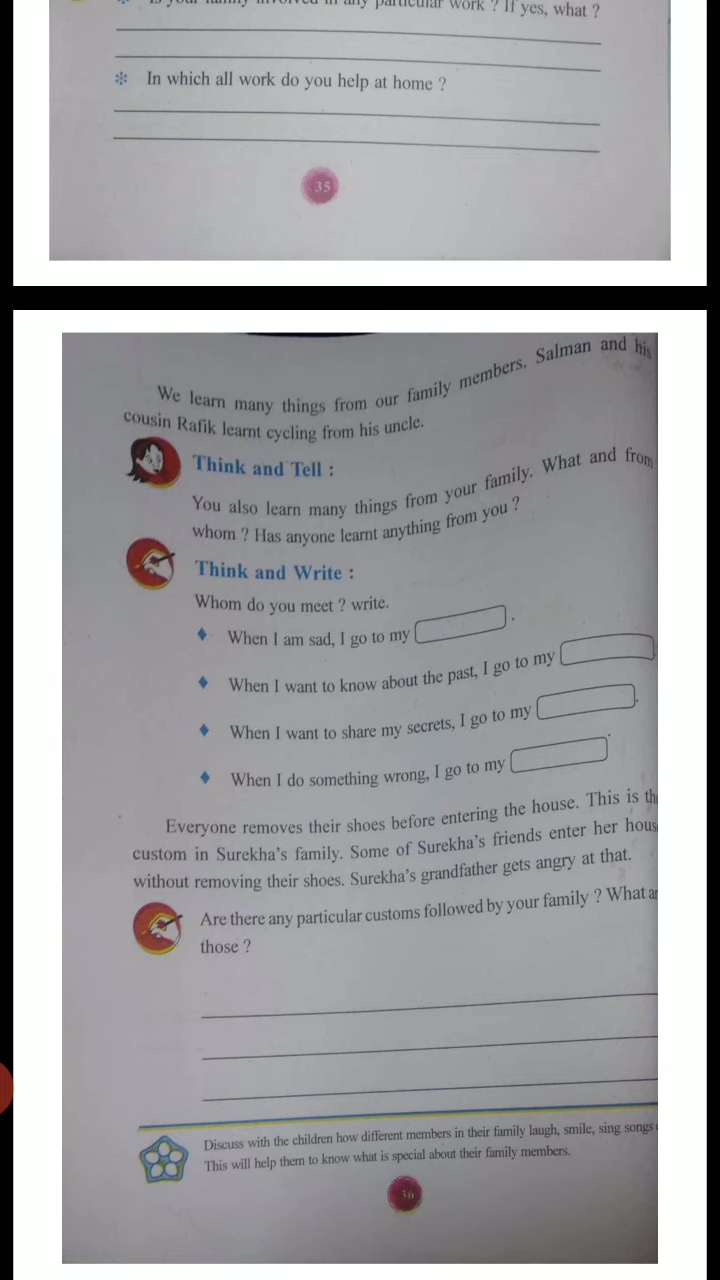 Is your family involved in any particular work ? If yes, what ?
✻ In which all work do you help at home ?
35
We learn many things from our family members. Salman and his
cousin Rafik learnt cycling from his uncle.
Think and Tell :
You also learn many things from your family. What and from
whom ? Has anyone learnt anything from you ?
Think and Write :
Whom do you meet ? write.
♦ When I am sad, I go to my .
♦ When I want to know about the past, I go to my
♦ When I want to share my secrets, I go to my .
♦ When I do something wrong, I go to my .
Everyone removes their shoes before entering the house. This is
custom in Surekha's family. Some of Surekha's friends enter her
without removing their shoes. Surekha's grandfather gets angry at that.
Are there any particular customs followed by your family ? What
those ?
Discuss with the children how different members in their family laugh, smile, sing songs
This will help them to know what is special about their family members.
36